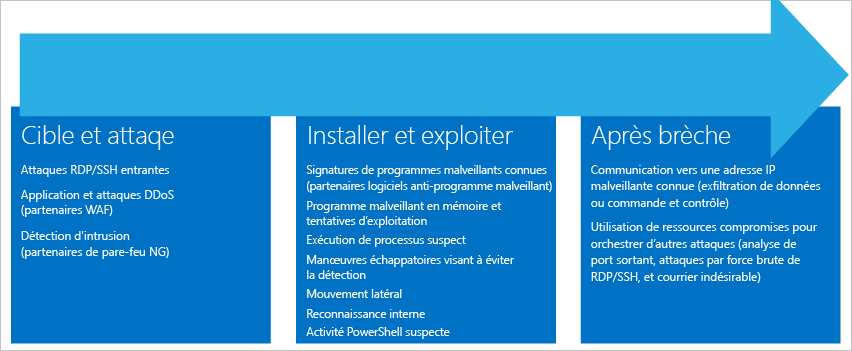 Cible et attaqe
Attaques RDP/SSH entrantes
Application et attaques DDoS
(partenaires WAF)
Détection d’intrusion
(partenaires de pare-feu NG)
Installer et exploiter
Signatures de programmes malveillants connues
(partenaires logiciels anti-programme malveillant)
Programme malveillant en mémoire et
tentatives d’exploitation
Exécution de processus suspect
Manœuvres échappatoires visant à éviter
la détection
Mouvement latéral
Reconnaissance interne
Activité PowerShell suspecte
Après brèche
Communication vers une adresse IP
malveillante connue (exfiltration de données
ou commande et contrôle)
Utilisation de ressources compromises pour
orchestrer d’autres attaques (analyse de
port sortant, attaques par force brute de
RDP/SSH, et courrier indésirable)